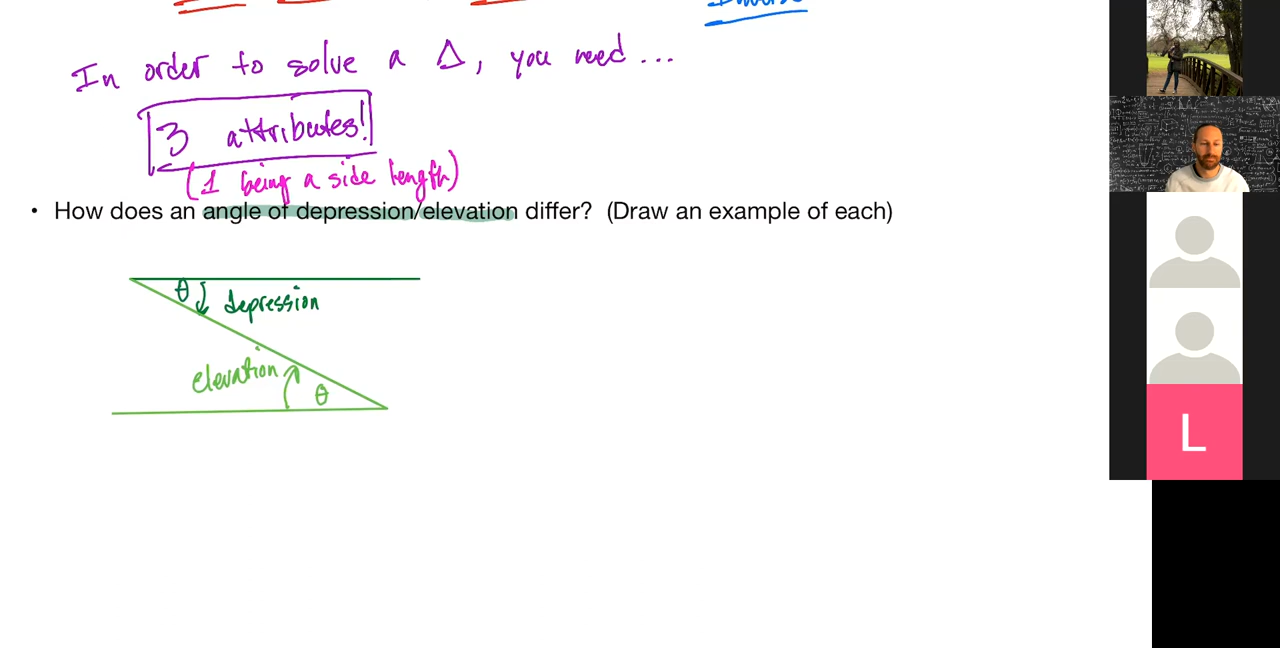 In order to solve a Δ, you need...
3 attributes!
(1 being a side length)
• How does an angle of depression/elevation differ? (Draw an example of each)
θ depression
elevation θ
L